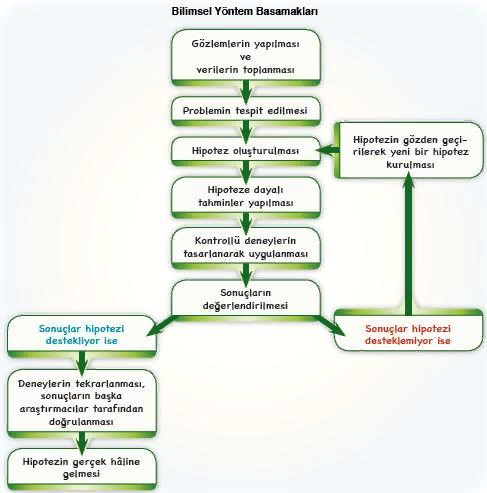 Bilimsel Yöntem Basamakları
Gözlemlerin yapılması
ve
verilerin toplanması
Problemin tespit edilmesi
Hipotez oluşturulması
Hipotezin gözden geçi-
rilerek yeni bir hipotez
kurulması
Hipoteze dayalı
tahminler yapılması
Kontrollü deneylerin
tasarlanarak uygulanması
Sonuçların
değerlendirilmesi
Sonuçlar hipotezi
destekliyor ise
Sonuçlar hipotezi
desteklemiyor ise
Deneylerin tekrarlanması,
sonuçların başka
araştırmacılar tarafından
doğrulanması
Hipotezin gerçek hâline
gelmesi